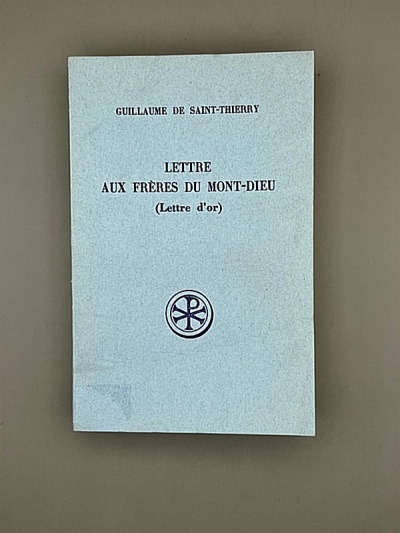 GUILLAUME DE SAINT-THIERRY
LETTRE
AUX FRÈRES DU MONT-DIEU
(Lettre d'or)